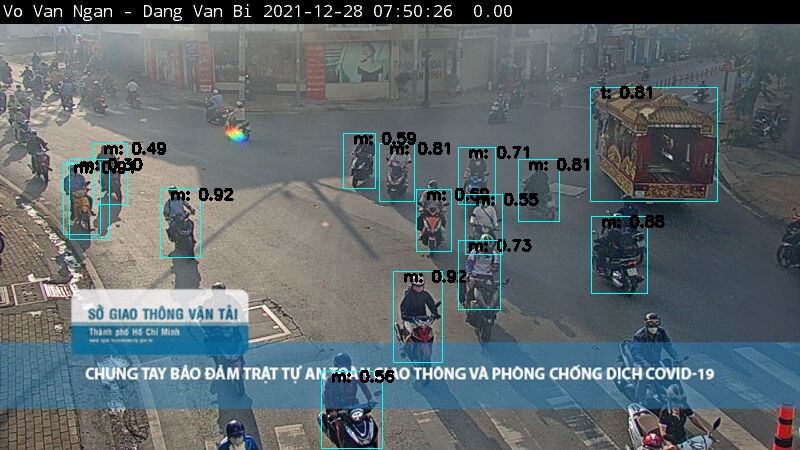 Vo Van Ngan - Dang Van Bi 2021-12-28 07:50:26 0.00
t: 0.81
m: 0.59
m: 0.49
m: 0.81
m: 0.71
m: 0.30
m: 0.81
m: 0.92
m: 0.55
m: 0.88
m: 0.73
m: 0.92
SỞ GIAO THÔNG VẬN TẢI
Thành phố Hồ Chí Minh
CHUNG TAY BẢO ĐẢM TRẬT TỰ AN GIAO THÔNG VÀ PHÒNG CHỐNG DỊCH COVID-19
m: 0.56